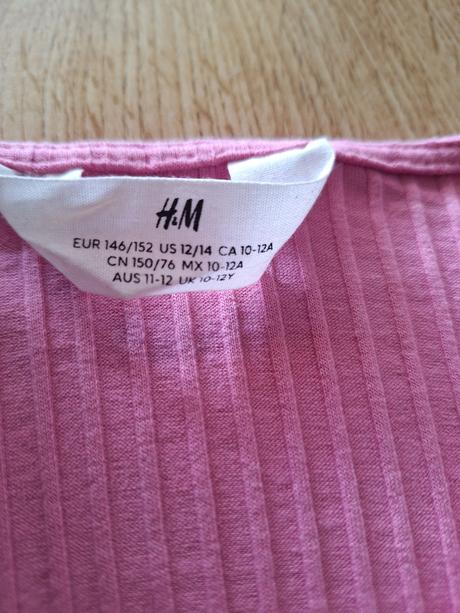 H&M
EUR 146/152 US 12/14 CA 10-12A
CN 150/76 MX 10-12A
AUS 11-12 UK 10-12Y